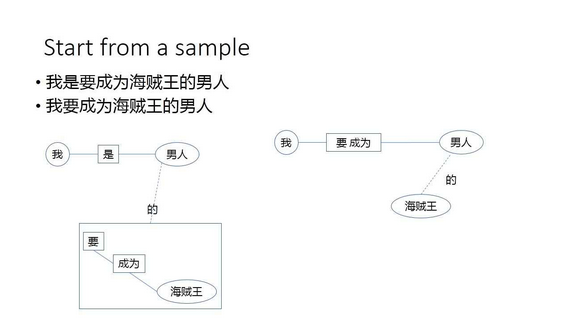 Start from a sample
• 我是要成为海贼王的男人
• 我要成为海贼王的男人
我 是 男人
的
要
成为
海贼王
我 要 成为 男人
的
海贼王